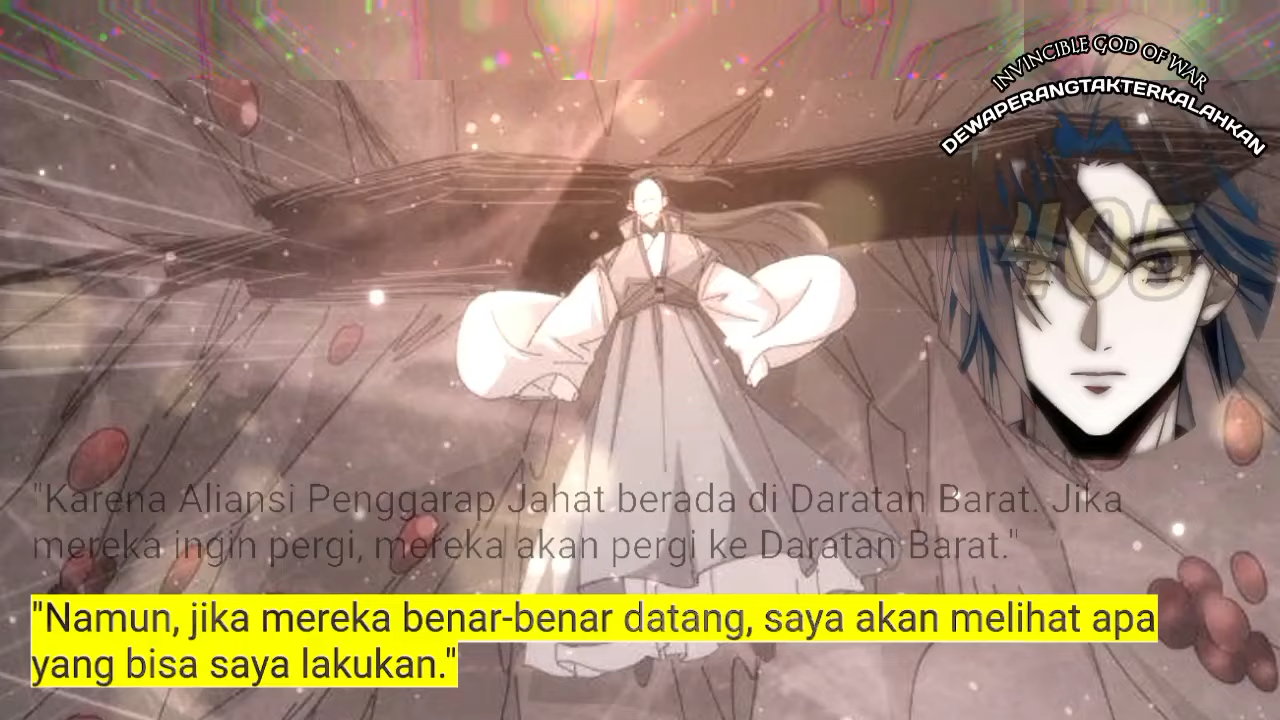 INVINCIBLE GOD OF WAR
DEWAPERANGTAKTERKALAHKAN
405
"Karena Aliansi Penggarap Jahat berada di Daratan Barat. Jika
mereka ingin pergi, mereka akan pergi ke Daratan Barat."
"Namun, jika mereka benar-benar datang, saya akan melihat apa
yang bisa saya lakukan."